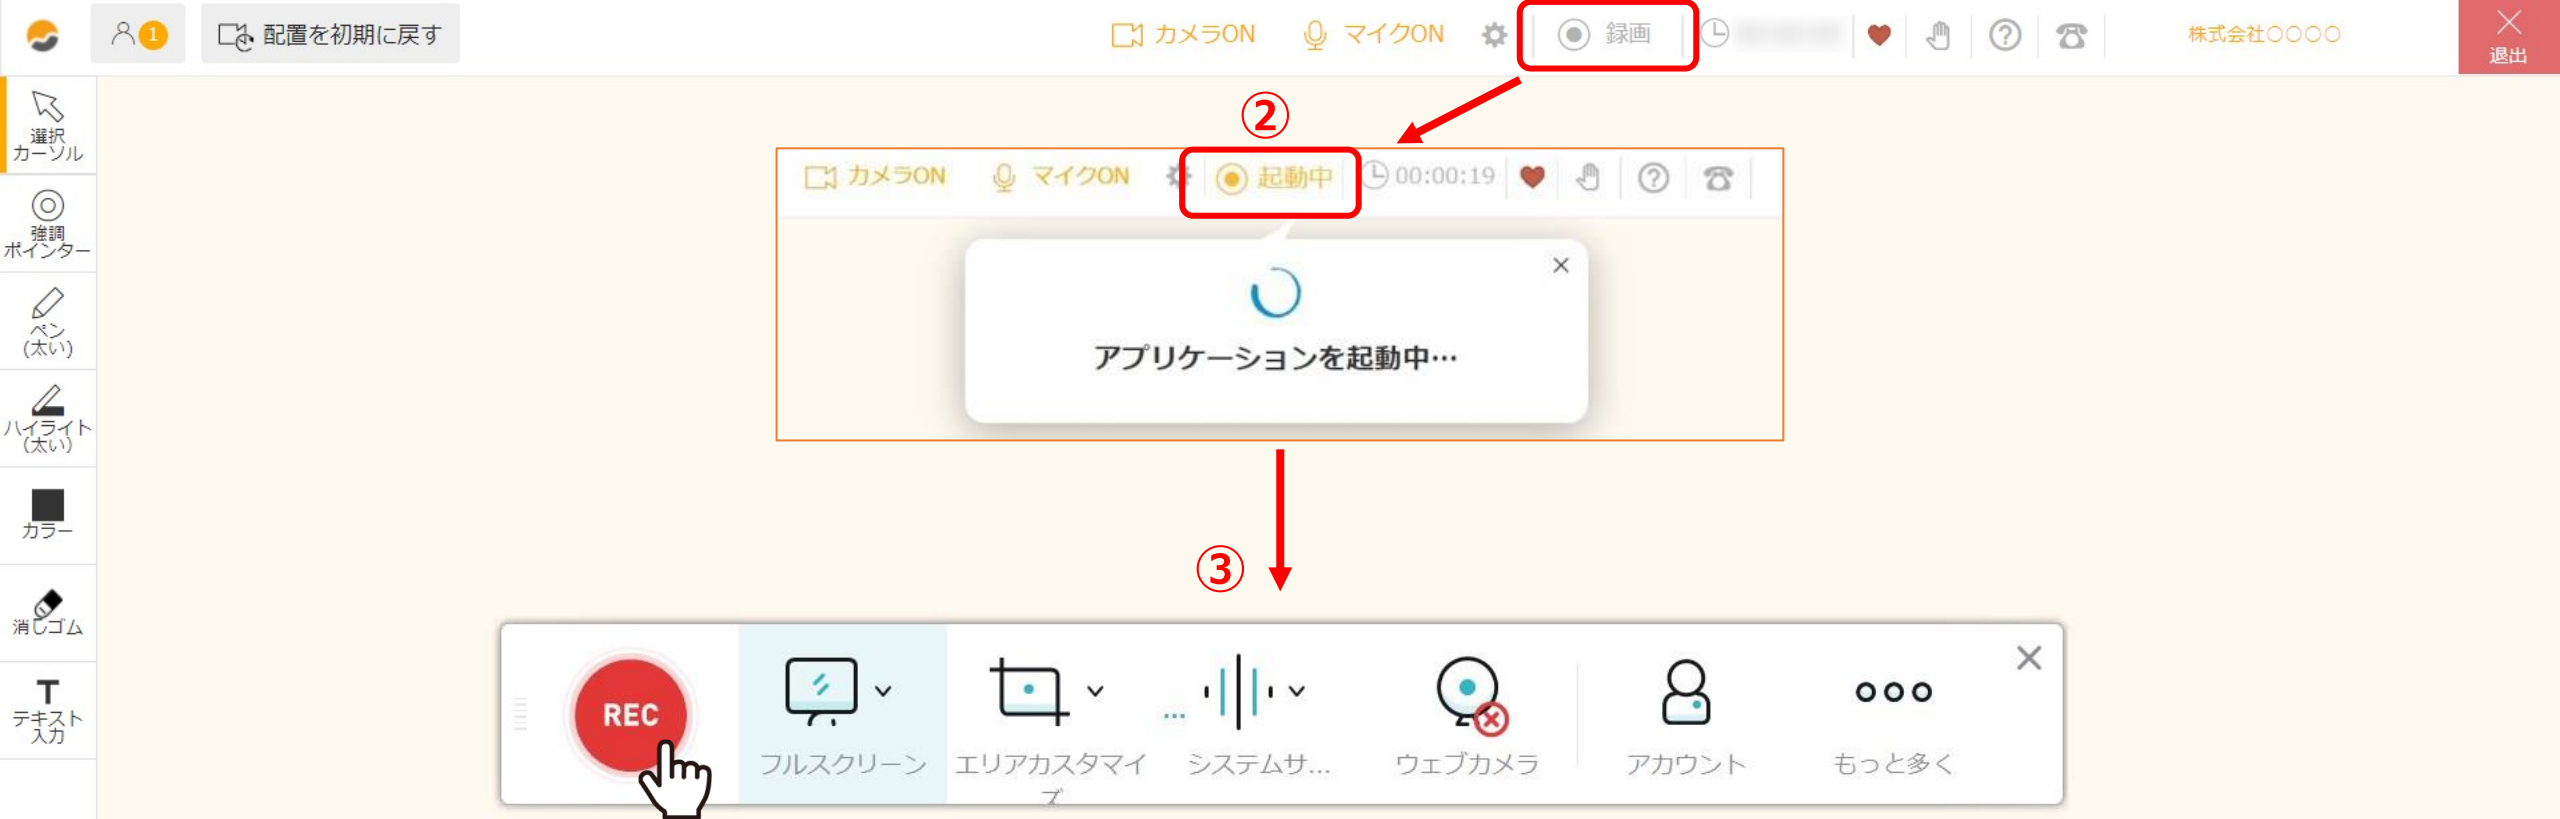 1
配置を初期に戻す
カメラON
マイクON
録画
株式会社○○○○
退出
選択
カーソル
強調
ポインター
ペン
(太い)
ハイライト
(太い)
カラー
消しゴム
T
テキスト
入力
②
カメラON
マイクON
起動中
00:00:19
アプリケーションを起動中…
③
REC
フルスクリーン
エリアカスタマイ
ズ
システムサ...
ウェブカメラ
アカウント
もっと多く